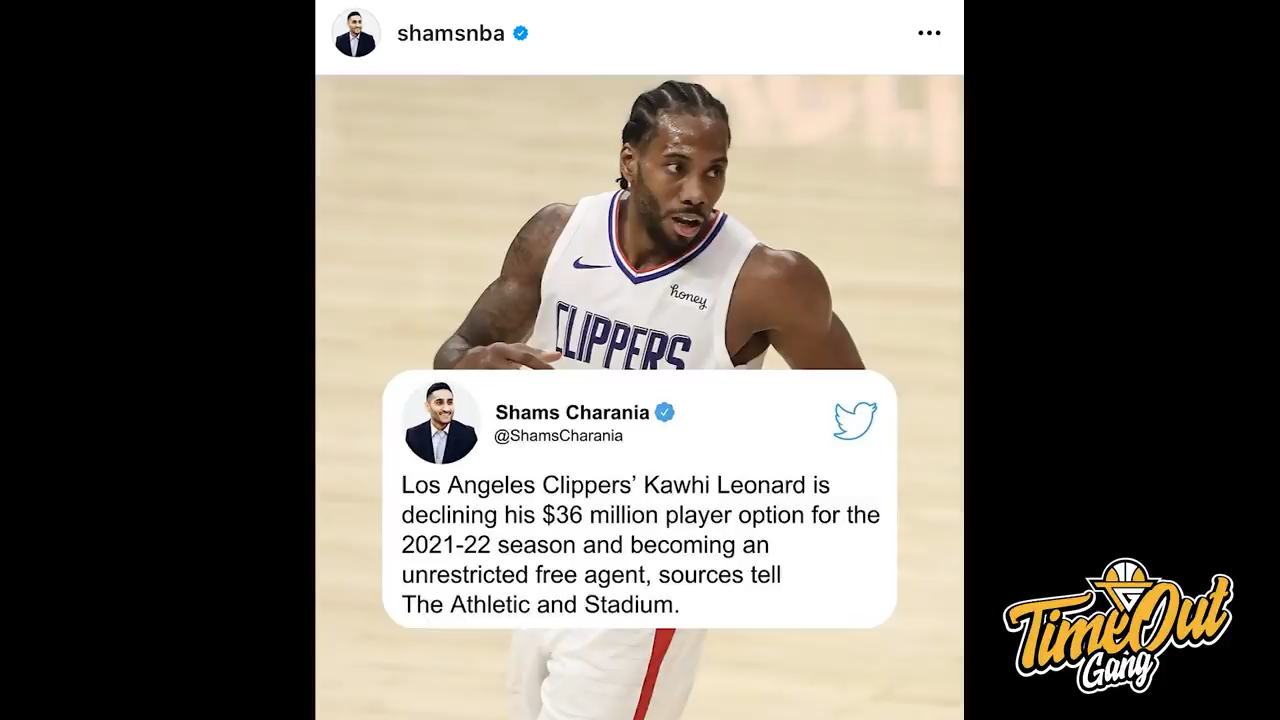 shamsnba
honey
CLIPPERS
Shams Charania
@ShamsCharania
Los Angeles Clippers’ Kawhi Leonard is
declining his $36 million player option for the
2021-22 season and becoming an
unrestricted free agent, sources tell
The Athletic and Stadium.
TimeOut
Gang